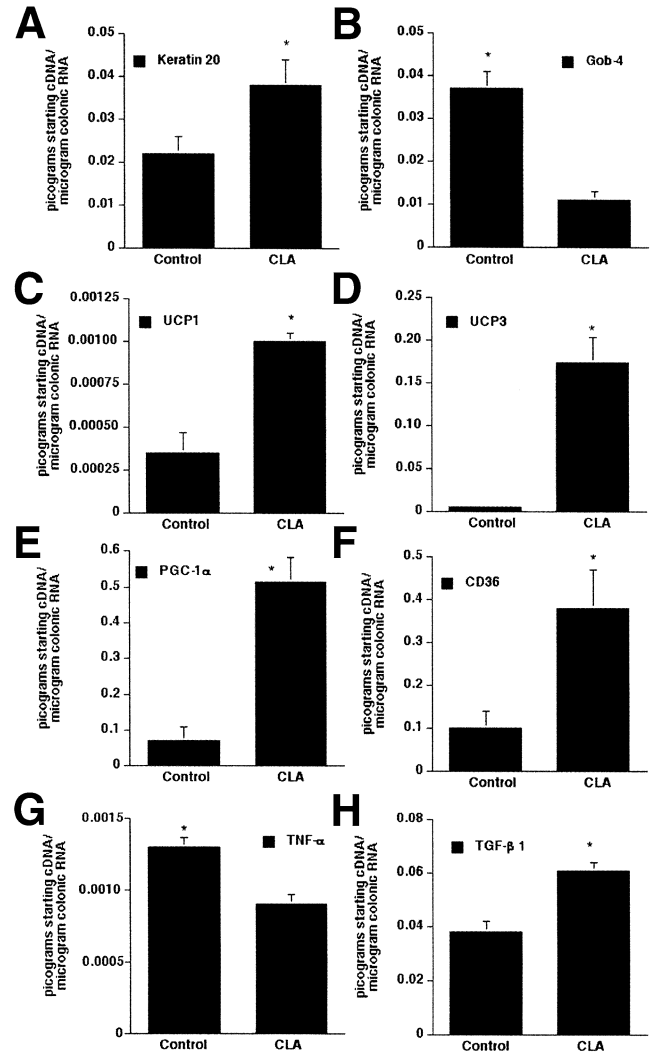 A
picograms starting cDNA/
microgram colonic RNA
0.05
0.04
0.03
0.02
0.01
0
Keratin 20
*
Control
CLA
B
picograms starting cDNA/
microgram colonic RNA
0.05
0.04
0.03
0.02
0.01
0
*
Gob-4
Control
CLA
C
picograms starting cDNA/
microgram colonic RNA
0.00125
0.00100
0.00075
0.00050
0.00025
0
UCP1
*
Control
CLA
D
picograms starting cDNA/
microgram colonic RNA
0.25
0.20
0.15
0.10
0.05
0
UCP3
*
Control
CLA
E
picograms starting cDNA/
microgram colonic RNA
0.6
0.5
0.4
0.3
0.2
0.1
0
PGC-1α
*
Control
CLA
F
picograms starting cDNA/
microgram colonic RNA
0.5
0.4
0.3
0.2
0.1
0
CD36
*
Control
CLA
G
picograms starting cDNA/
microgram colonic RNA
0.0015
0.0010
0.0005
0
*
TNF-α
Control
CLA
H
picograms starting cDNA/
microgram colonic RNA
0.08
0.06
0.04
0.02
0
TGF-β 1
*
Control
CLA